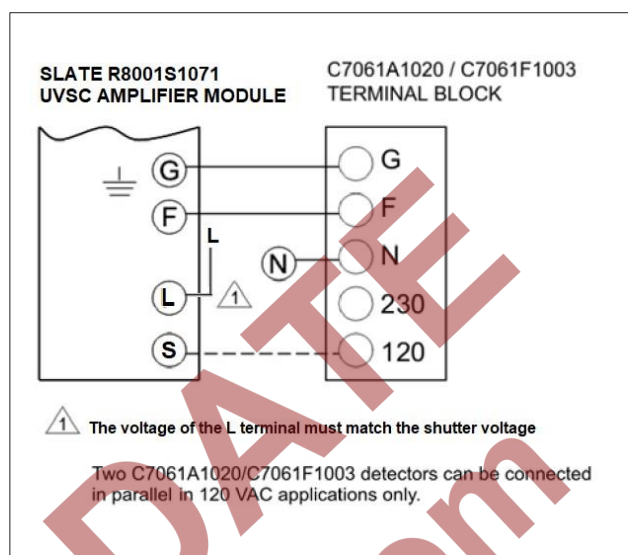 SLATE R8001S1071
UVSC AMPLIFIER MODULE
C7061A1020 / C7061F1003
TERMINAL BLOCK
G
G
F
F
L
N
N
L
1
230
S
120
1
The voltage of the L terminal must match the shutter voltage
Two C7061A1020/C7061F1003 detectors can be connected
in parallel in 120 VAC applications only.
DATE
om